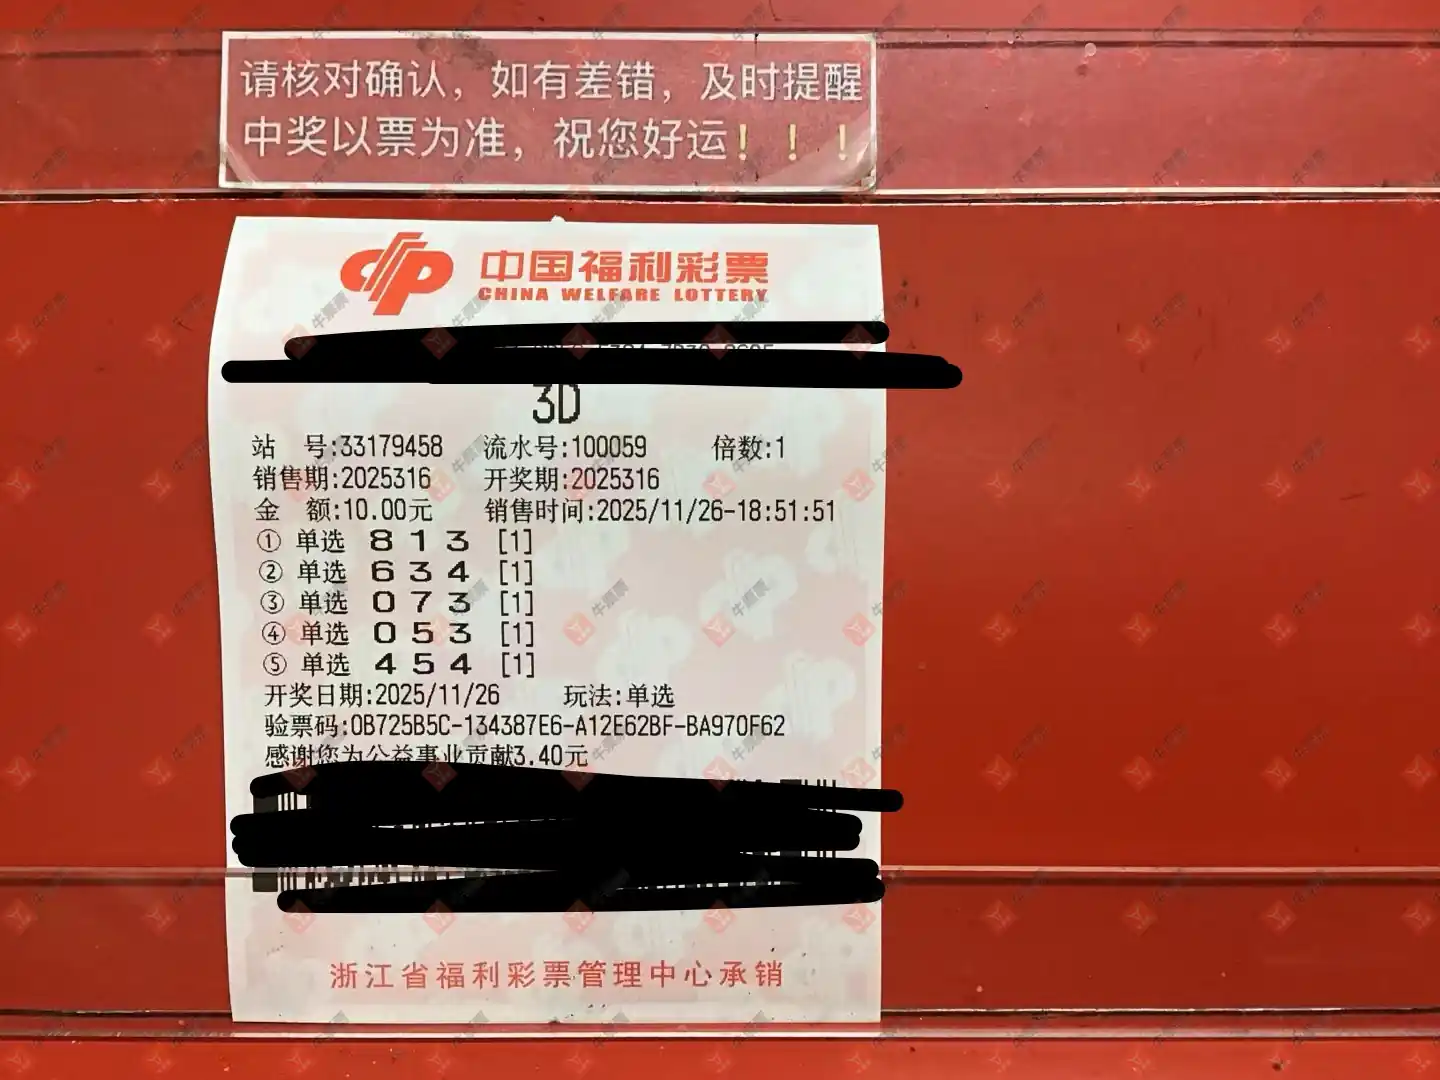 请核对确认，如有差错，及时提醒
中奖以票为准，祝您好运！！！
中国福利彩票
CHINA WELFARE LOTTERY
3D
站 号:33179458 流水号:100059 倍数:1
销售期:2025316 开奖期:2025316
金 额:10.00元 销售时间:2025/11/26-18:51:51
① 单选 8 1 3 [1]
② 单选 6 3 4 [1]
③ 单选 0 7 3 [1]
④ 单选 0 5 3 [1]
⑤ 单选 4 5 4 [1]
开奖日期:2025/11/26 玩法:单选
验票码:0B725B5C-134387E6-A12E62BF-BA970F62
感谢您为公益事业贡献3.40元
浙江省福利彩票管理中心承销